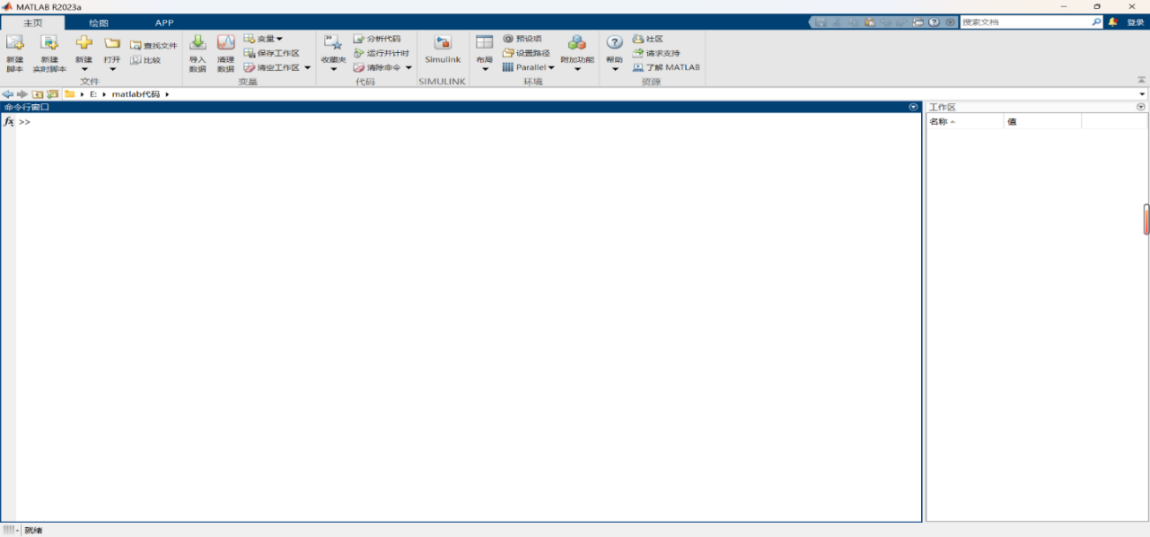 MATLAB R2023a
主页 绘图 APP
搜索文档 登录
新建脚本 新建实时脚本 新建 打开 查找文件 比较
文件
导入数据 清理数据 变量 保存工作区 清空工作区
变量
收藏夹 分析代码 运行并计时 清除命令
代码
Simulink
SIMULINK
布局 预设项 设置路径 Parallel 附加功能
环境
帮助 社区 请求支持 了解 MATLAB
资源
E: matlab代码
命令行窗口
fx >>
工作区
名称 值
就绪